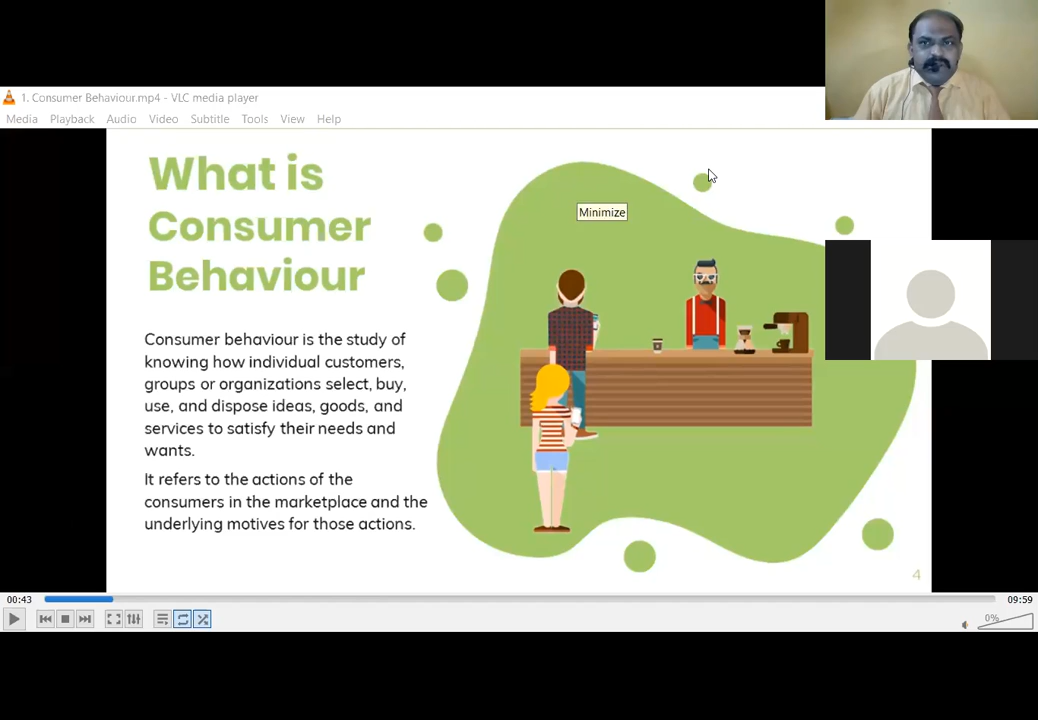 1. Consumer Behaviour.mp4 - VLC media player
Media Playback Audio Video Subtitle Tools View Help
What is
Consumer
Behaviour
Minimize
Consumer behaviour is the study of
knowing how individual customers,
groups or organizations select, buy,
use, and dispose ideas, goods, and
services to satisfy their needs and
wants.
It refers to the actions of the
consumers in the marketplace and the
underlying motives for those actions.
4
00:43 09:59
0%